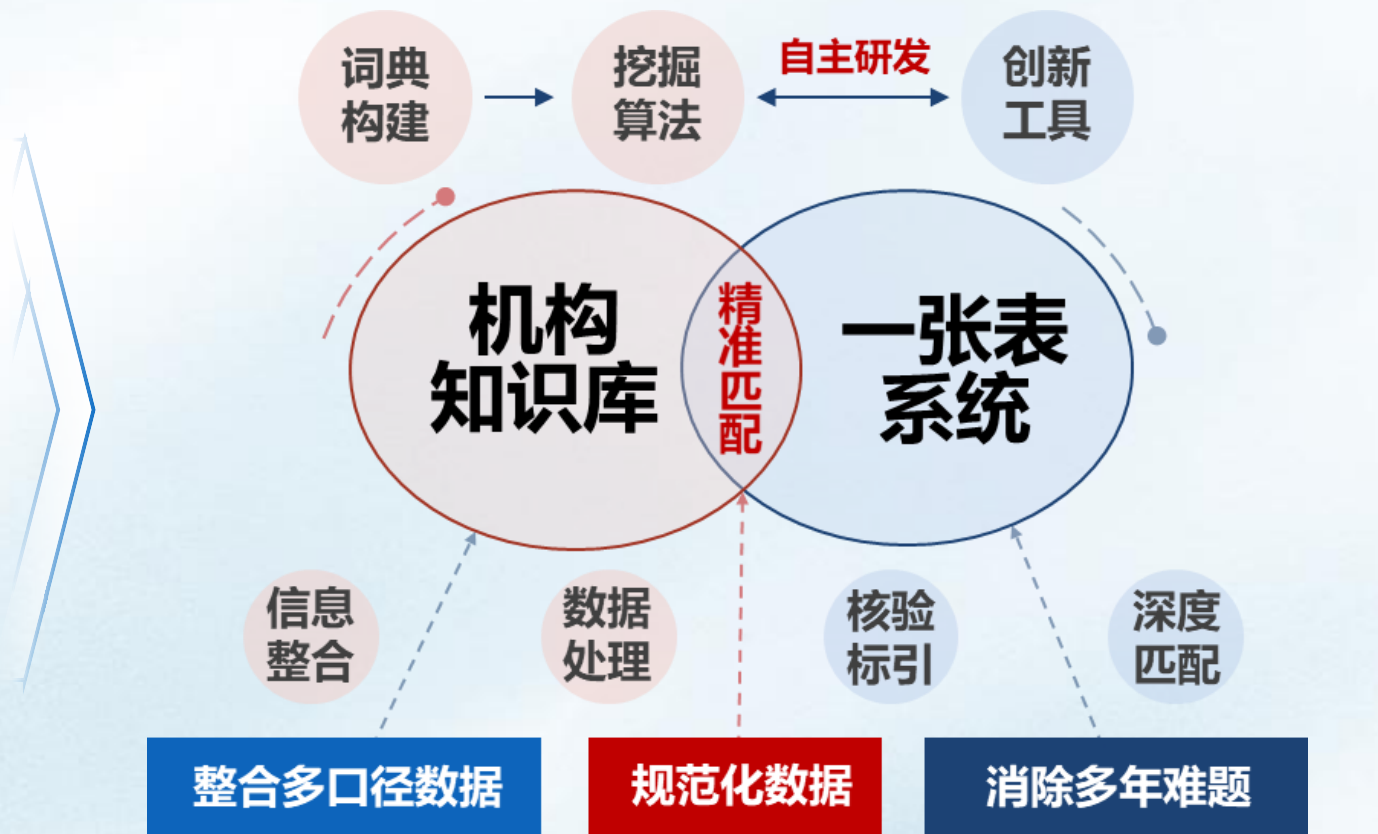 词典
构建
挖掘
算法
自主研发
创新
工具
机构
知识库
精准匹配
一张表
系统
信息
整合
数据
处理
核验
标引
深度
匹配
整合多口径数据
规范化数据
消除多年难题